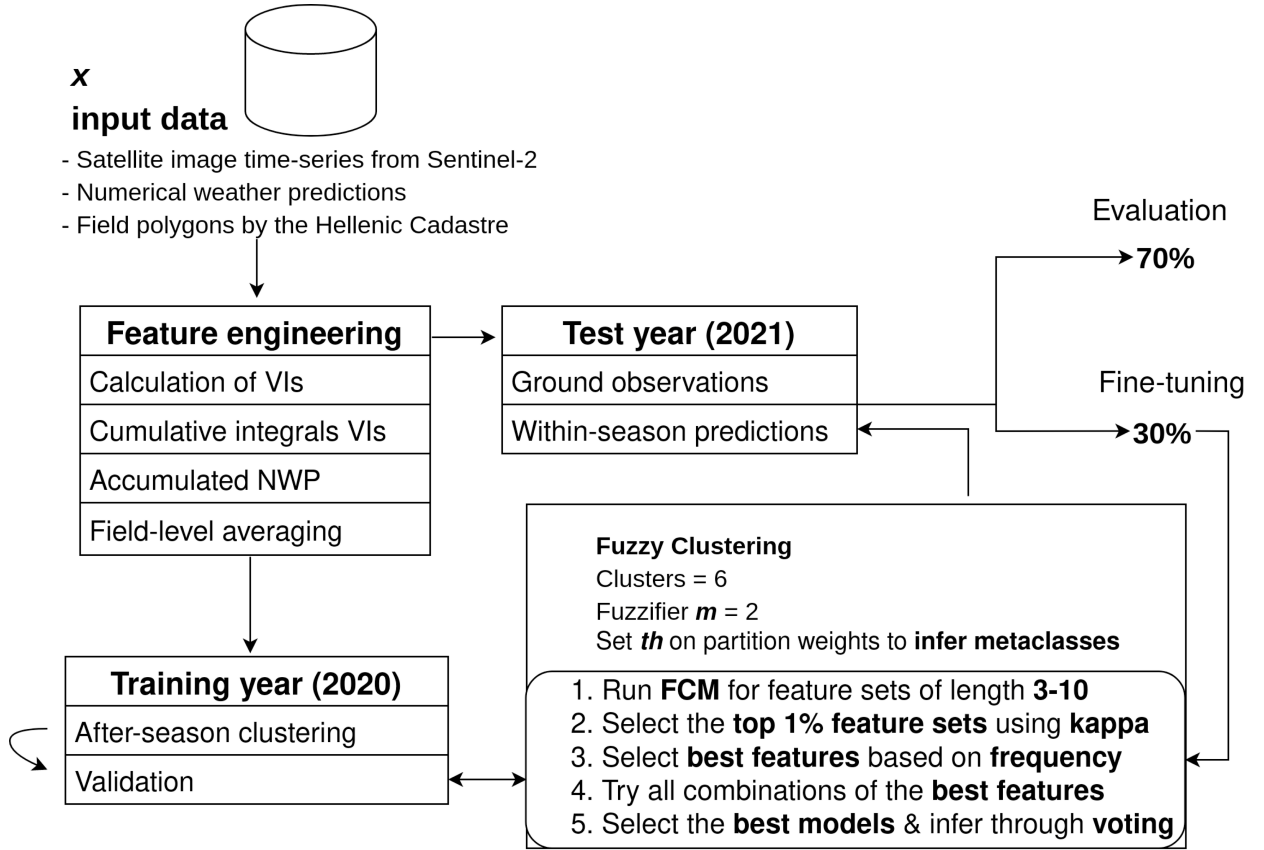 x
input data
- Satellite image time-series from Sentinel-2
- Numerical weather predictions
- Field polygons by the Hellenic Cadastre
Evaluation
70%
Feature engineering
Calculation of VIs
Cumulative integrals VIs
Accumulated NWP
Field-level averaging
Test year (2021)
Ground observations
Within-season predictions
Fine-tuning
30%
Fuzzy Clustering
Clusters = 6
Fuzzifier m = 2
Set th on partition weights to infer metaclasses
Training year (2020)
After-season clustering
Validation
1. Run FCM for feature sets of length 3-10
2. Select the top 1% feature sets using kappa
3. Select best features based on frequency
4. Try all combinations of the best features
5. Select the best models & infer through voting